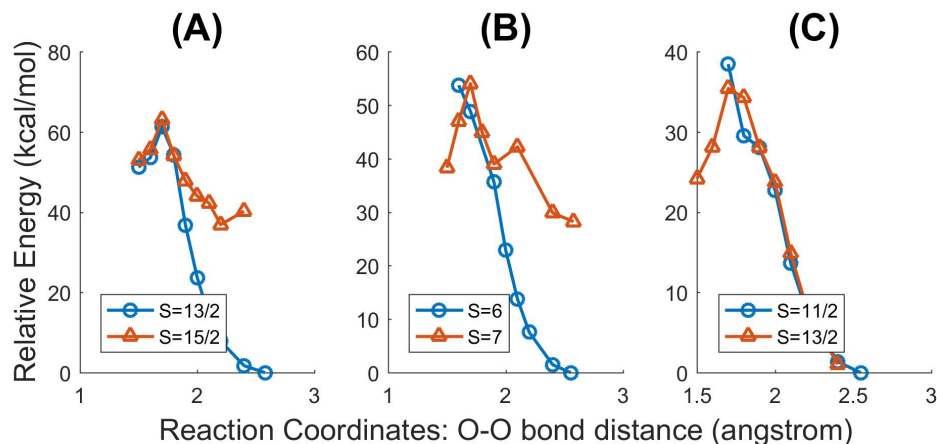 (A) (B) (C)
Relative Energy (kcal/mol)
80
60
40
20
0
1 2 3
S=13/2
S=15/2
60
50
40
30
20
10
0
1 2 3
S=6
S=7
40
30
20
10
0
1.5 2 2.5 3
S=11/2
S=13/2
Reaction Coordinates: O-O bond distance (angstrom)